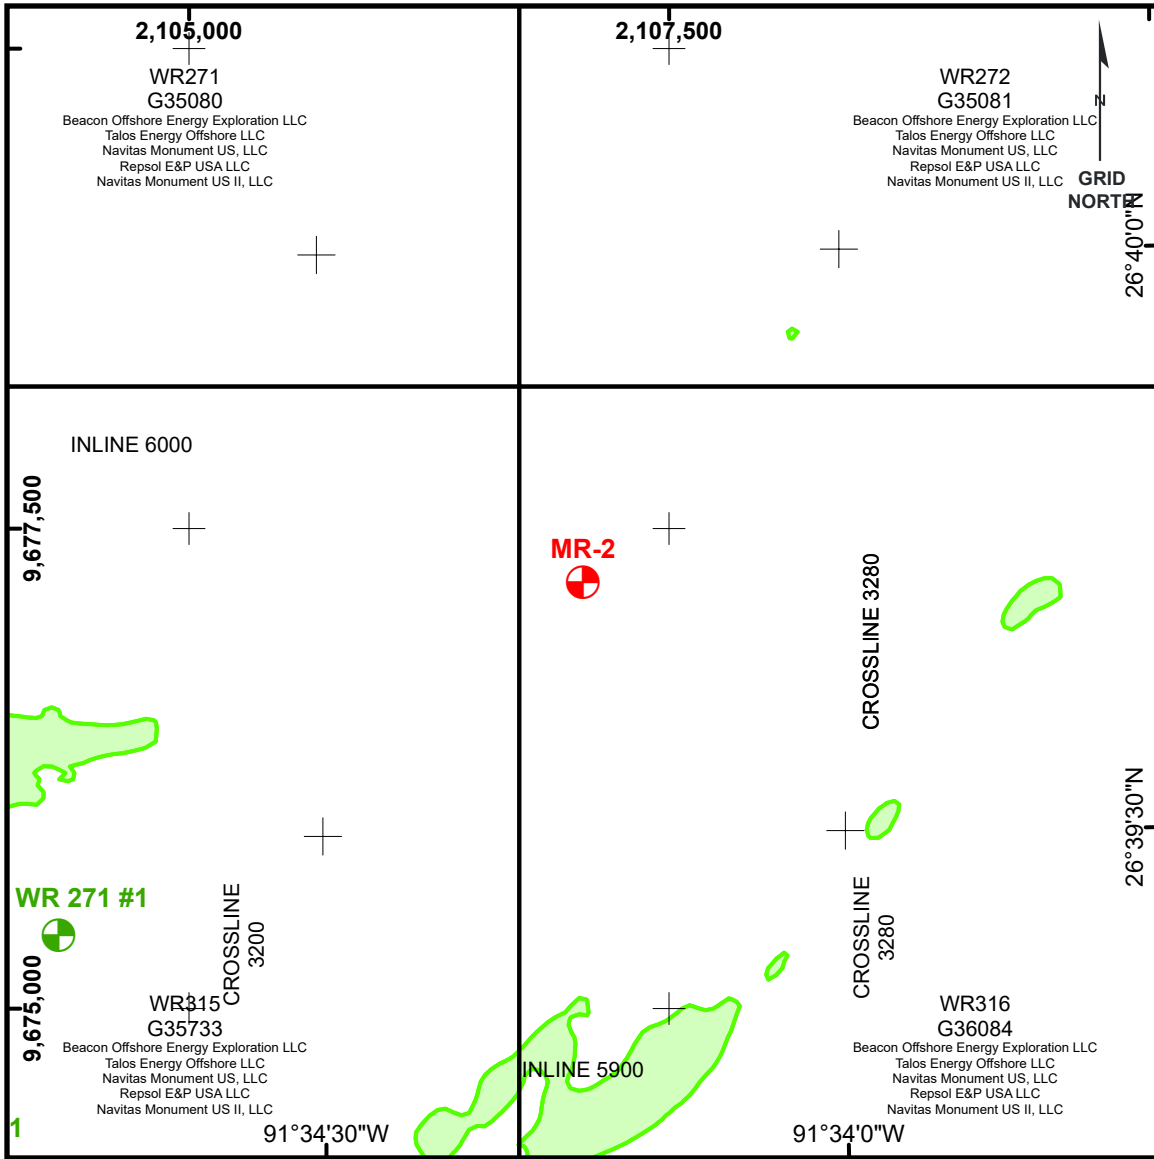 2,105,000
2,107,500
WR271
G35080
Beacon Offshore Energy Exploration LLC
Talos Energy Offshore LLC
Navitas Monument US, LLC
Repsol E&P USA LLC
Navitas Monument US II, LLC
WR272
G35081
Beacon Offshore Energy Exploration LLC
Talos Energy Offshore LLC
Navitas Monument US, LLC
Repsol E&P USA LLC
Navitas Monument US II, LLC
N
GRID
NORTH
26°40'0"N
INLINE 6000
9,677,500
MR-2
CROSSLINE 3280
26°39'30"N
WR 271 #1
CROSSLINE
3200
CROSSLINE
3280
9,675,000
WR315
G35733
Beacon Offshore Energy Exploration LLC
Talos Energy Offshore LLC
Navitas Monument US, LLC
Repsol E&P USA LLC
Navitas Monument US II, LLC
WR316
G36084
Beacon Offshore Energy Exploration LLC
Talos Energy Offshore LLC
Navitas Monument US, LLC
Repsol E&P USA LLC
Navitas Monument US II, LLC
INLINE 5900
1
91°34'30"W
91°34'0"W